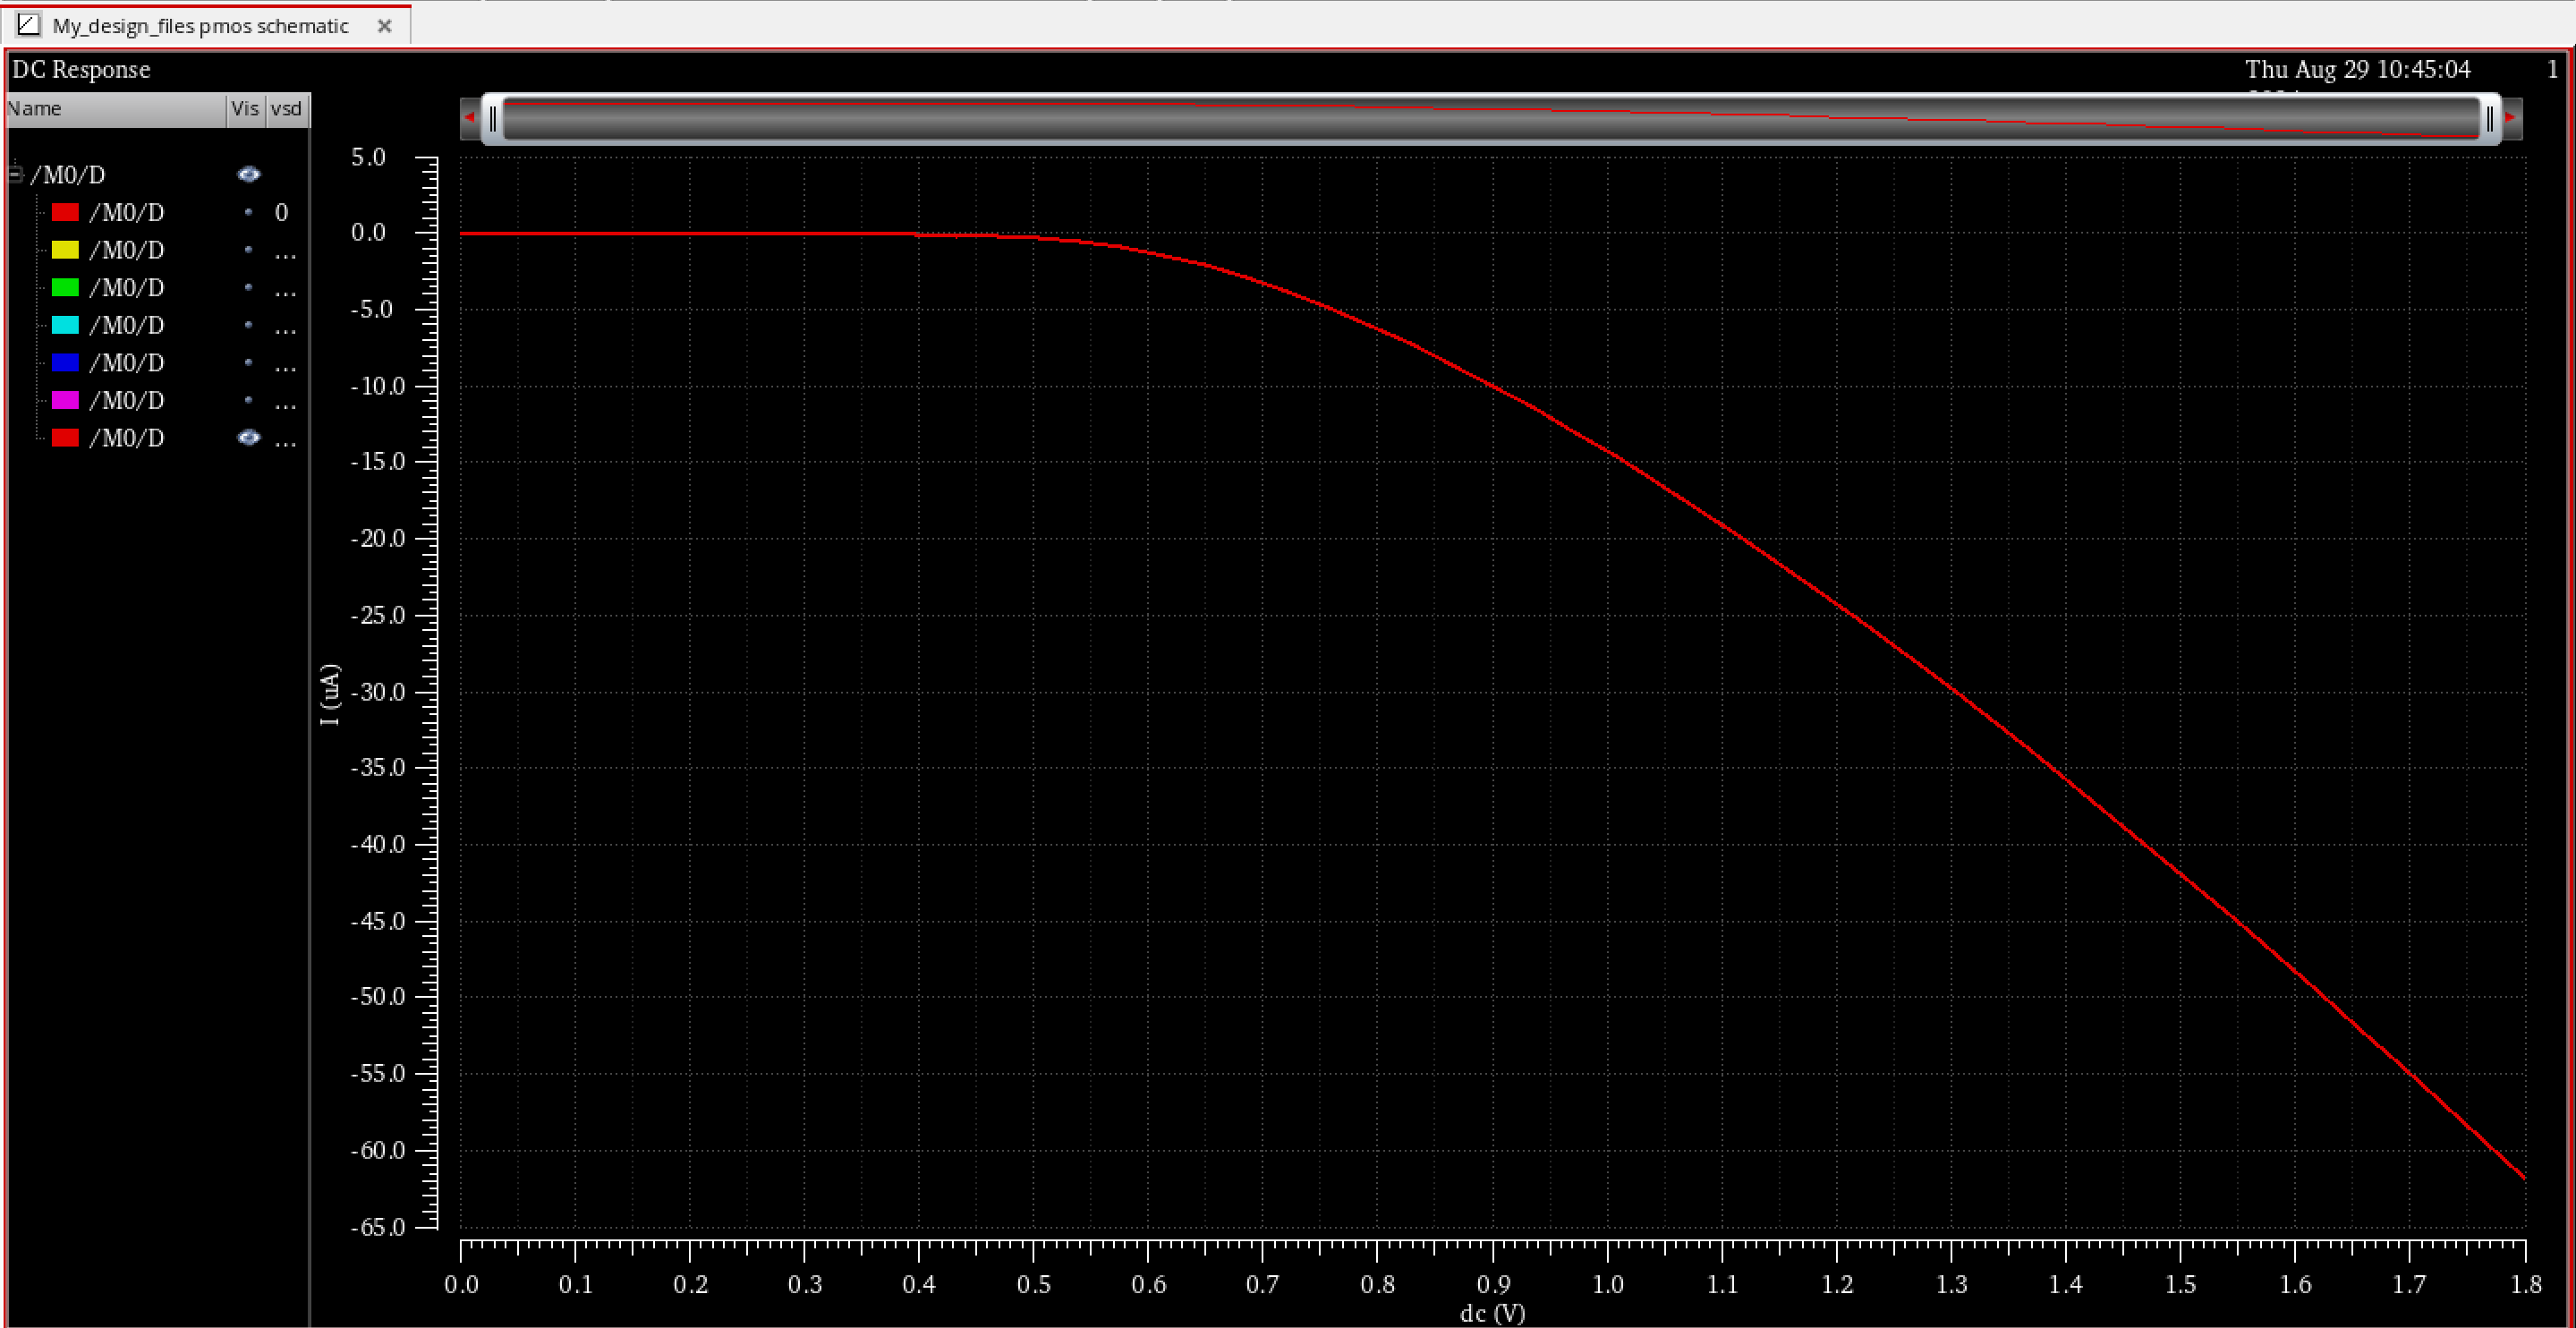 My_design_files pmos schematic
DC Response
Thu Aug 29 10:45:04
1
Name Vis vsd
/M0/D
/M0/D 0
/M0/D ...
/M0/D ...
/M0/D ...
/M0/D ...
/M0/D ...
/M0/D ...
5.0
0.0
-5.0
-10.0
-15.0
-20.0
-25.0
-30.0
-35.0
-40.0
-45.0
-50.0
-55.0
-60.0
-65.0
I (uA)
0.0 0.1 0.2 0.3 0.4 0.5 0.6 0.7 0.8 0.9 1.0 1.1 1.2 1.3 1.4 1.5 1.6 1.7 1.8
dc (V)